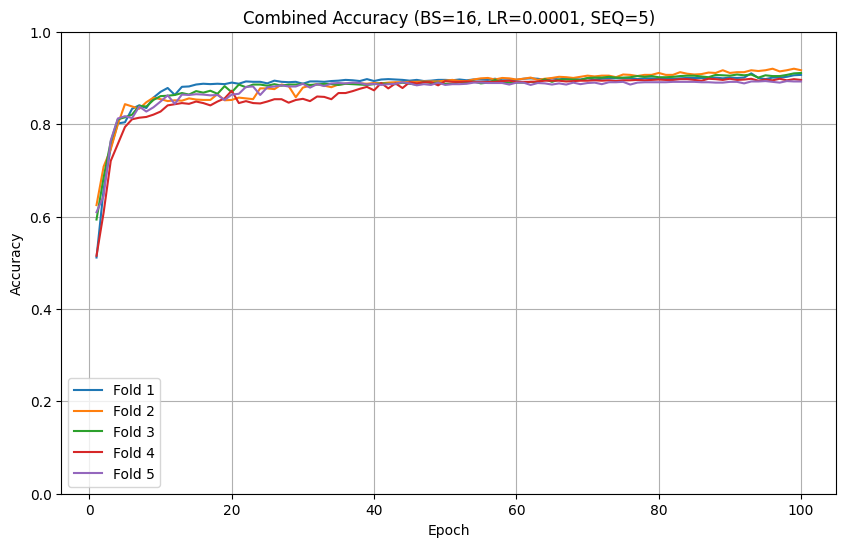 Combined Accuracy (BS=16, LR=0.0001, SEQ=5)
1.0
0.8
0.6
0.4
0.2
0.0
Accuracy
Fold 1
Fold 2
Fold 3
Fold 4
Fold 5
0 20 40 60 80 100
Epoch